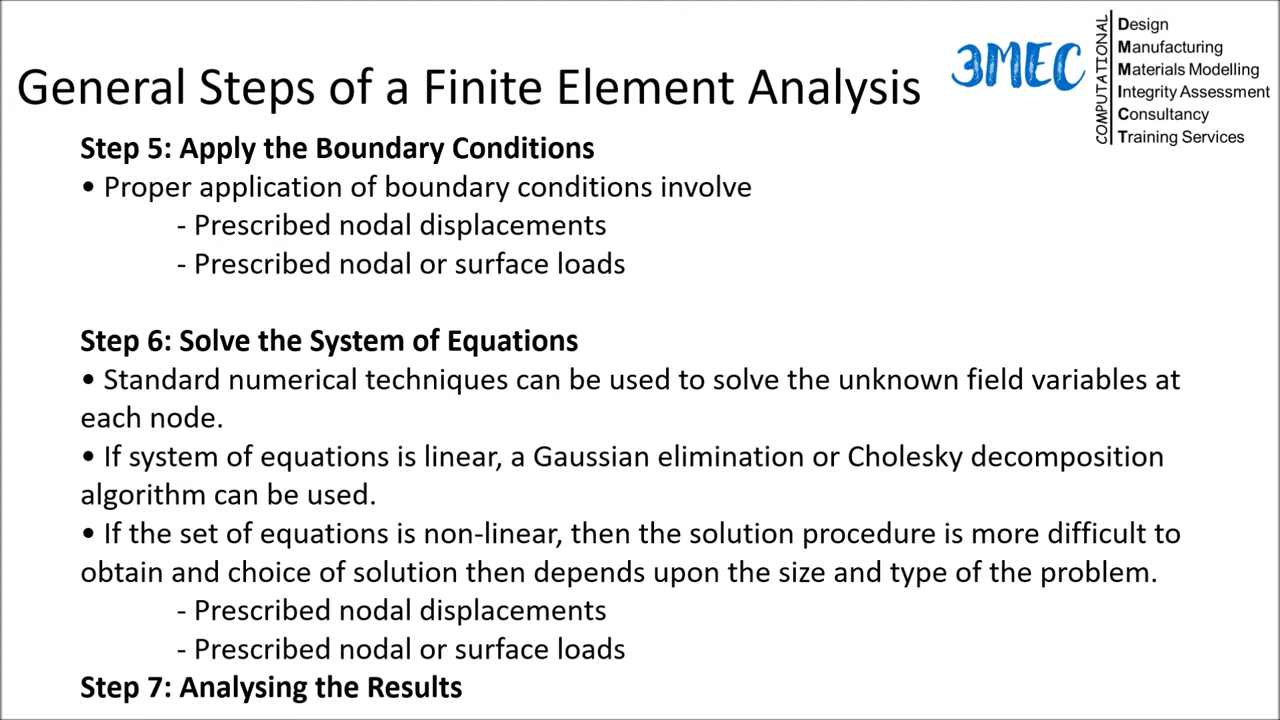 General Steps of a Finite Element Analysis
3MEC
COMPUTATIONAL
Design
Manufacturing
Materials Modelling
Integrity Assessment
Consultancy
Training Services
Step 5: Apply the Boundary Conditions
• Proper application of boundary conditions involve
- Prescribed nodal displacements
- Prescribed nodal or surface loads
Step 6: Solve the System of Equations
• Standard numerical techniques can be used to solve the unknown field variables at
each node.
• If system of equations is linear, a Gaussian elimination or Cholesky decomposition
algorithm can be used.
• If the set of equations is non-linear, then the solution procedure is more difficult to
obtain and choice of solution then depends upon the size and type of the problem.
- Prescribed nodal displacements
- Prescribed nodal or surface loads
Step 7: Analysing the Results